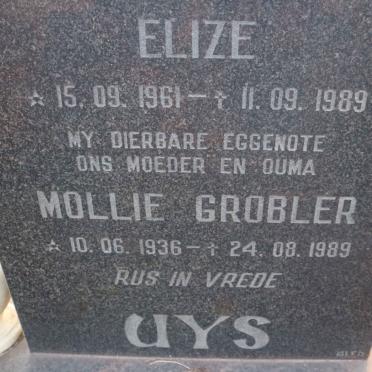 ELIZE
☆ 15. 09. 1961 — † 11. 09. 1989
MY DIERBARE EGGENOTE
ONS MOEDER EN OUMA
MOLLIE GROBLER
☆ 10. 06. 1936 — † 24. 08. 1989
RUS IN VREDE
UYS